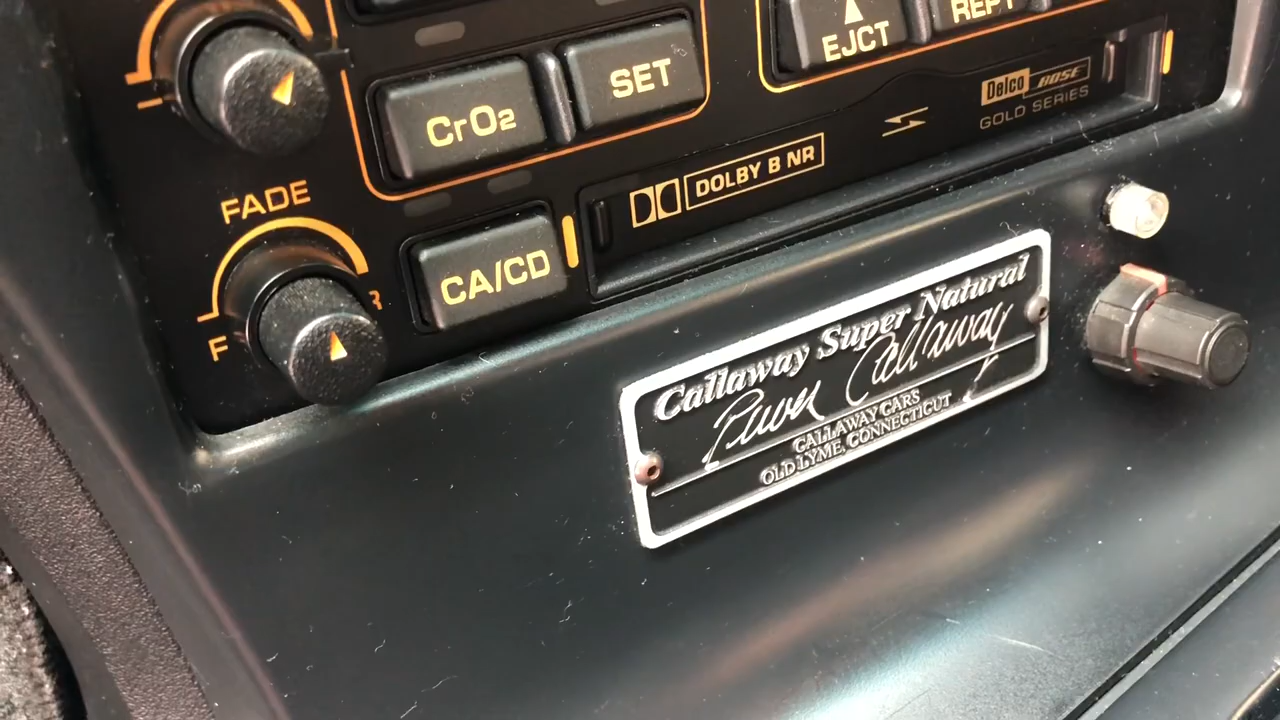 EJCT
REPT
CrO2
SET
Delco BOSE
GOLD SERIES
DOLBY B NR
FADE
CA/CD
F
R
Callaway Super Natural
Callaway
CALLAWAY CARS
OLD LYME, CONNECTICUT